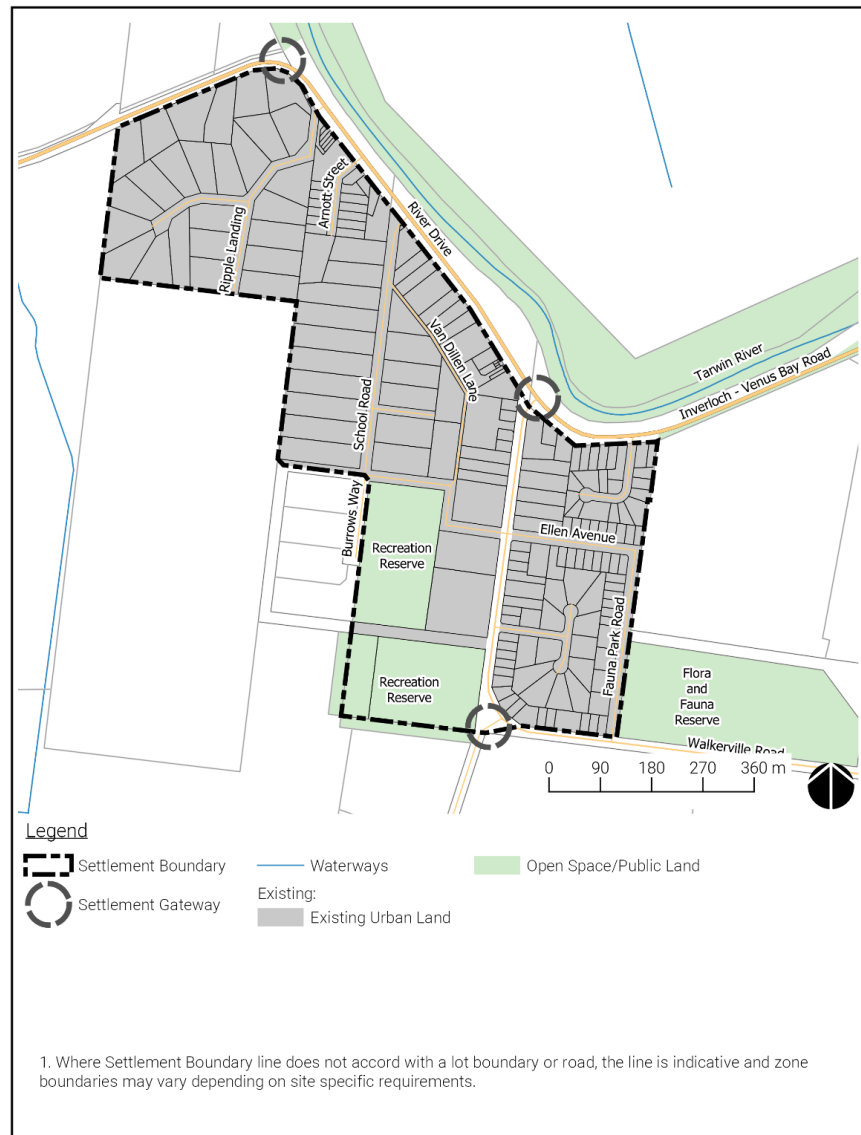 River Drive
Arnott Street
Ripple Landing
Van Dillen Lane
Tarwin River
Inverloch - Venus Bay Road
School Road
Burrows Way
Recreation
Reserve
Ellen Avenue
Fauna Park Road
Recreation
Reserve
Flora
and
Fauna
Reserve
Walkerville Road
0 90 180 270 360 m
Legend
Settlement Boundary
Waterways
Open Space/Public Land
Settlement Gateway
Existing:
Existing Urban Land
1. Where Settlement Boundary line does not accord with a lot boundary or road, the line is indicative and zone
boundaries may vary depending on site specific requirements.